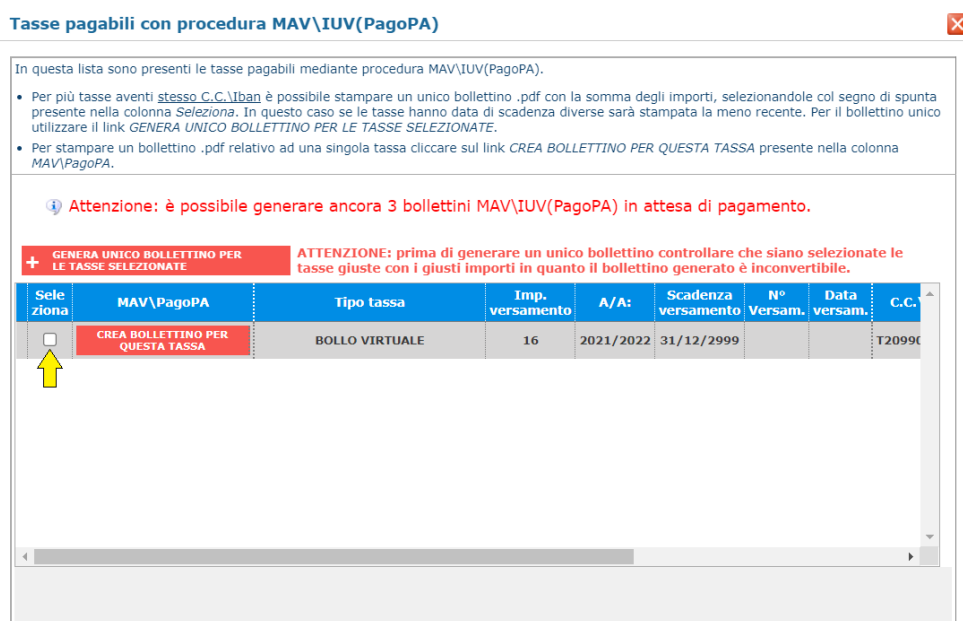 Tasse pagabili con procedura MAV\IUV(PagoPA)
In questa lista sono presenti le tasse pagabili mediante procedura MAV\IUV(PagoPA).
• Per più tasse aventi stesso C.C.\Iban è possibile stampare un unico bollettino .pdf con la somma degli importi, selezionandole col segno di spunta
presente nella colonna Seleziona. In questo caso se le tasse hanno data di scadenza diverse sarà stampata la meno recente. Per il bollettino unico
utilizzare il link GENERA UNICO BOLLETTINO PER LE TASSE SELEZIONATE.
• Per stampare un bollettino .pdf relativo ad una singola tassa cliccare sul link CREA BOLLETTINO PER QUESTA TASSA presente nella colonna
MAV\PagoPA.
Attenzione: è possibile generare ancora 3 bollettini MAV\IUV(PagoPA) in attesa di pagamento.
+ GENERA UNICO BOLLETTINO PER
LE TASSE SELEZIONATE
ATTENZIONE: prima di generare un unico bollettino controllare che siano selezionate le
tasse giuste con i giusti importi in quanto il bollettino generato è inconvertibile.
Sele
ziona
MAV\PagoPA
Tipo tassa
Imp.
versamento
A/A:
Scadenza
versamento
N°
Versam.
Data
versam.
C.C.\
CREA BOLLETTINO PER
QUESTA TASSA
BOLLO VIRTUALE
16
2021/2022
31/12/2999
T20990